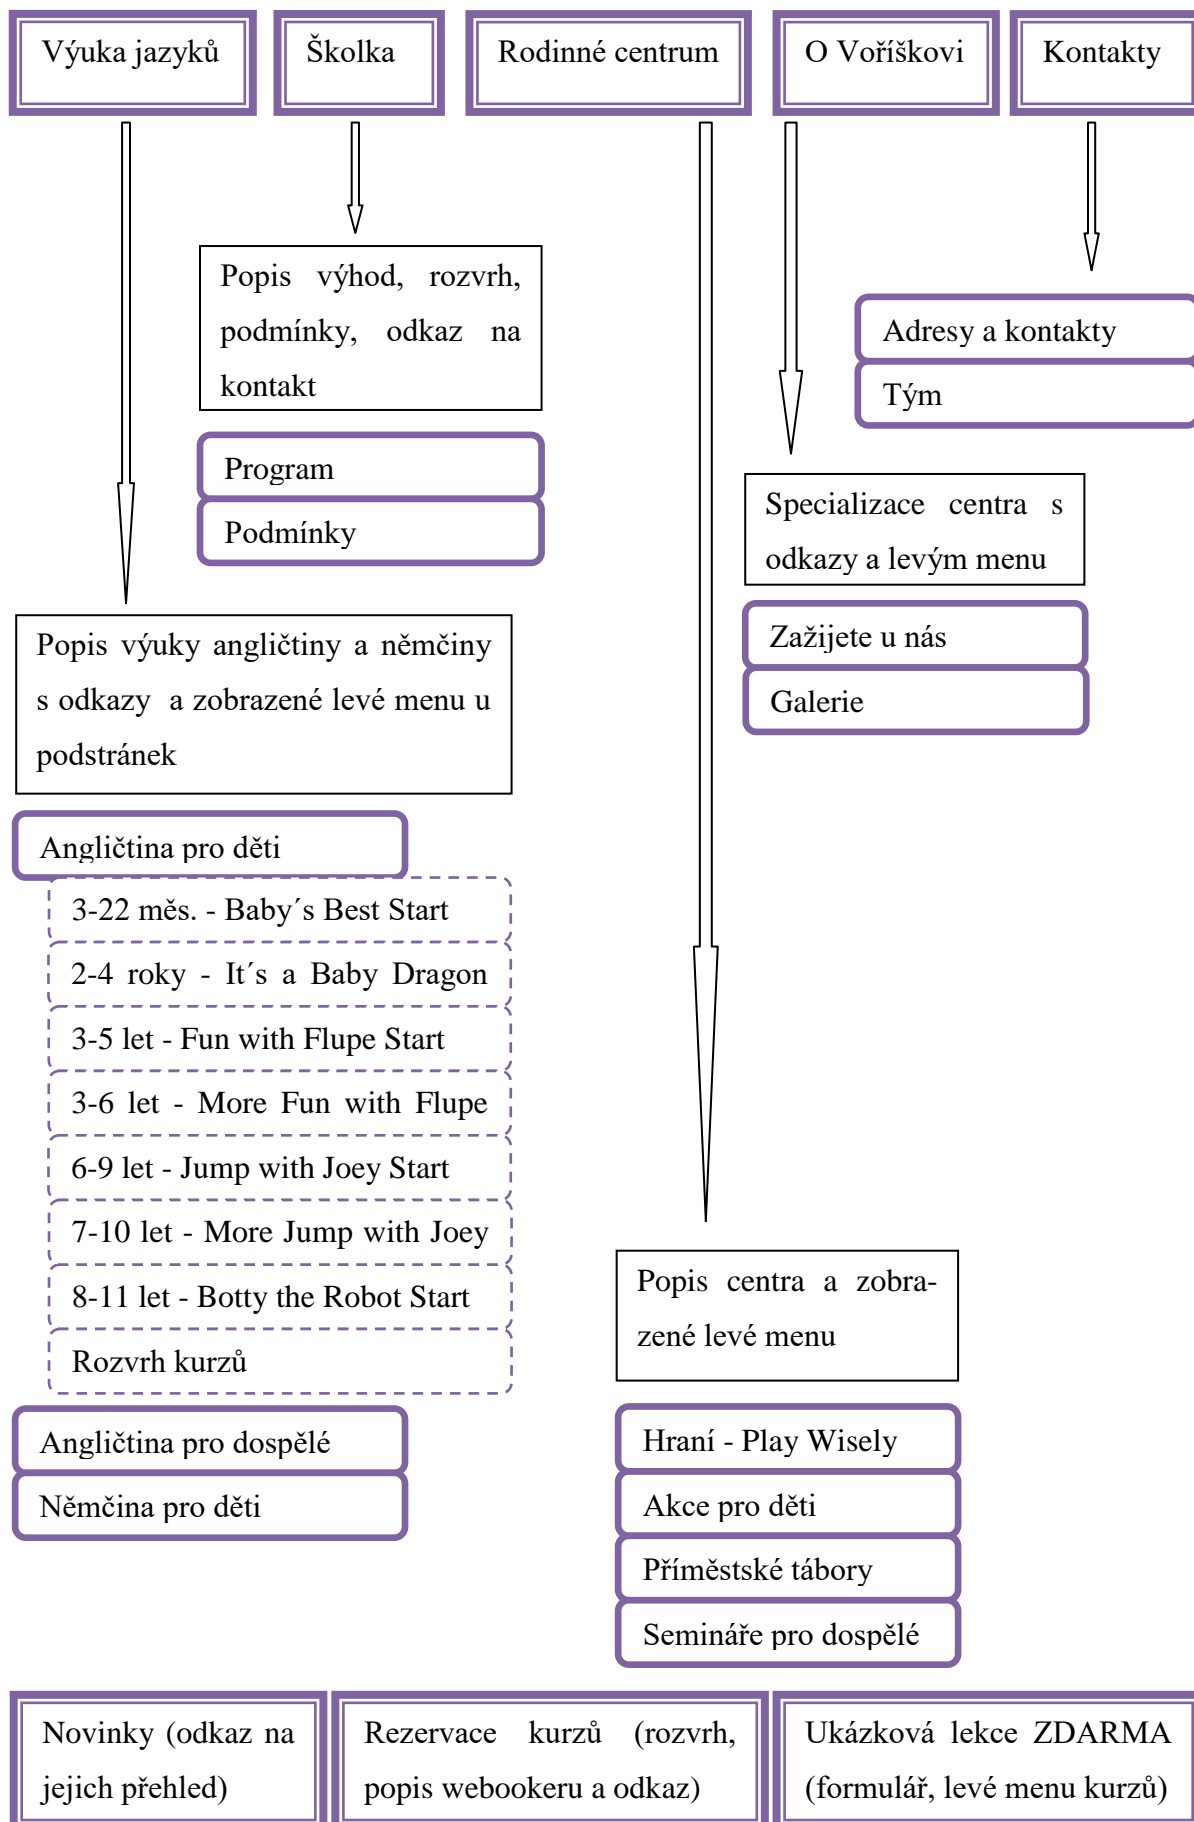 Výuka jazyků
Školka
Rodinné centrum
O Voříškovi
Kontakty
Popis výhod, rozvrh,
podmínky, odkaz na
kontakt
Program
Podmínky
Adresy a kontakty
Tým
Specializace centra s
odkazy a levým menu
Zažijete u nás
Galerie
Popis výuky angličtiny a němčiny
s odkazy a zobrazené levé menu u
podstránek
Angličtina pro děti
3-22 měs. - Baby´s Best Start
2-4 roky - It´s a Baby Dragon
3-5 let - Fun with Flupe Start
3-6 let - More Fun with Flupe
6-9 let - Jump with Joey Start
7-10 let - More Jump with Joey
8-11 let - Botty the Robot Start
Rozvrh kurzů
Angličtina pro dospělé
Němčina pro děti
Popis centra a zobra-
zené levé menu
Hraní - Play Wisely
Akce pro děti
Příměstské tábory
Semináře pro dospělé
Novinky (odkaz na
jejich přehled)
Rezervace kurzů (rozvrh,
popis webookeru a odkaz)
Ukázková lekce ZDARMA
(formulář, levé menu kurzů)